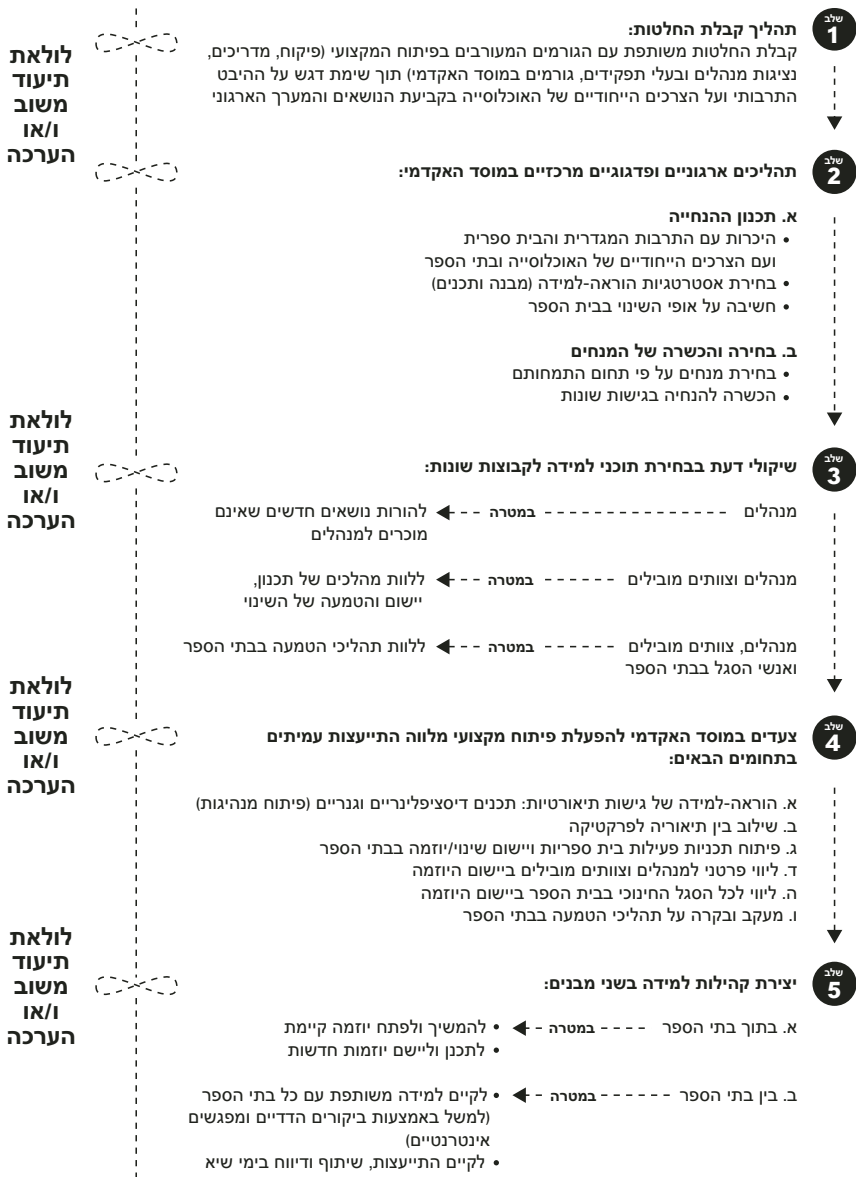 שלב
1
תהליך קבלת החלטות:
קבלת החלטות משותפת עם הגורמים המעורבים בפיתוח המקצועי (פיקוח, מדריכים,
נציגות מנהלים ובעלי תפקידים, גורמים במוסד האקדמי) תוך שימת דגש על ההיבט
התרבותי ועל הצרכים הייחודיים של האוכלוסייה בקביעת הנושאים והמערך הארגוני
לולאת
תיעוד
משוב
ו/או
הערכה
שלב
2
תהליכים ארגוניים ופדגוגיים מרכזיים במוסד האקדמי:
א. תכנון ההנחייה
• היכרות עם התרבות המגדרית והבית ספרית
ועם הצרכים הייחודיים של האוכלוסייה ובתי הספר
• בחירת אסטרטגיות הוראה-למידה (מבנה ותכנים)
• חשיבה על אופי השינוי בבית הספר
ב. בחירה והכשרה של המנחים
• בחירת מנחים על פי תחום התמחותם
• הכשרה להנחיה בגישות שונות
לולאת
תיעוד
משוב
ו/או
הערכה
שלב
3
שיקולי דעת בבחירת תוכני למידה לקבוצות שונות:
מנהלים במטרה להורות נושאים חדשים שאינם
מוכרים למנהלים
מנהלים וצוותים מובילים במטרה ללוות מהלכים של תכנון,
יישום והטמעה של השינוי
מנהלים, צוותים מובילים במטרה ללוות תהליכי הטמעה בבתי הספר
ואנשי הסגל בבתי הספר
לולאת
תיעוד
משוב
ו/או
הערכה
שלב
4
צעדים במוסד האקדמי להפעלת פיתוח מקצועי מלווה התייעצות עמיתים
בתחומים הבאים:
א. הוראה-למידה של גישות תיאורטיות: תכנים דיסציפלינריים וגנריים (פיתוח מנהיגות)
ב. שילוב בין תיאוריה לפרקטיקה
ג. פיתוח תכניות פעילות בית ספריות ויישום שינוי/יוזמה בבתי הספר
ד. ליווי פרטני למנהלים וצוותים מובילים ביישום היוזמה
ה. ליווי לכל הסגל החינוכי בבית הספר ביישום היוזמה
ו. מעקב ובקרה על תהליכי הטמעה בבתי הספר
לולאת
תיעוד
משוב
ו/או
הערכה
שלב
5
יצירת קהילות למידה בשני מבנים:
א. בתוך בתי הספר במטרה • להמשיך ולפתח יוזמה קיימת
• לתכנן וליישם יוזמות חדשות
ב. בין בתי הספר במטרה • לקיים למידה משותפת עם כל בתי הספר
(למשל באמצעות ביקורים הדדיים ומפגשים
אינטרנטיים)
• לקיים התייעצות, שיתוף ודיווח בימי שיא